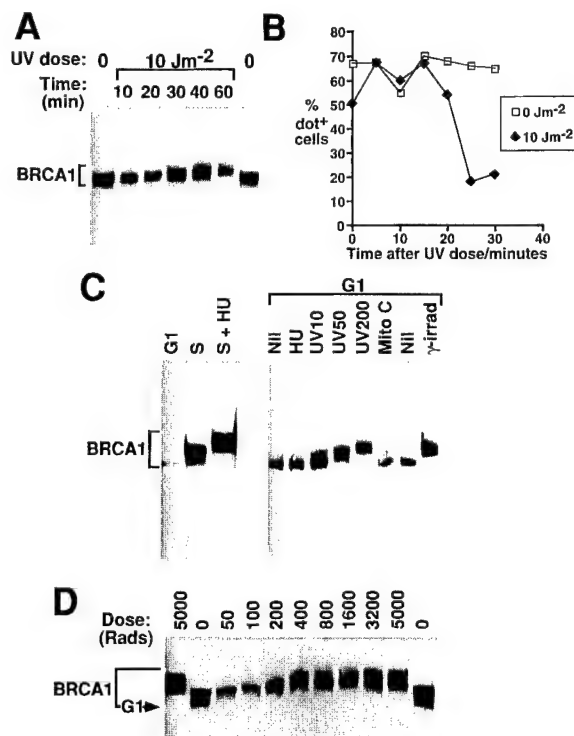 A
UV dose: 0 10 Jm-2 0
Time: (min) 10 20 30 40 60
BRCA1
B
% dot+ cells
80
70
60
50
40
30
20
10
0
0 10 20 30 40
Time after UV dose/minutes
0 Jm-2
10 Jm-2
C
G1
G1 S S + HU Nil HU UV10 UV50 UV200 Mito C Nil γ-irrad
BRCA1
D
Dose: (Rads) 5000 0 50 100 200 400 800 1600 3200 5000 0
BRCA1
G1